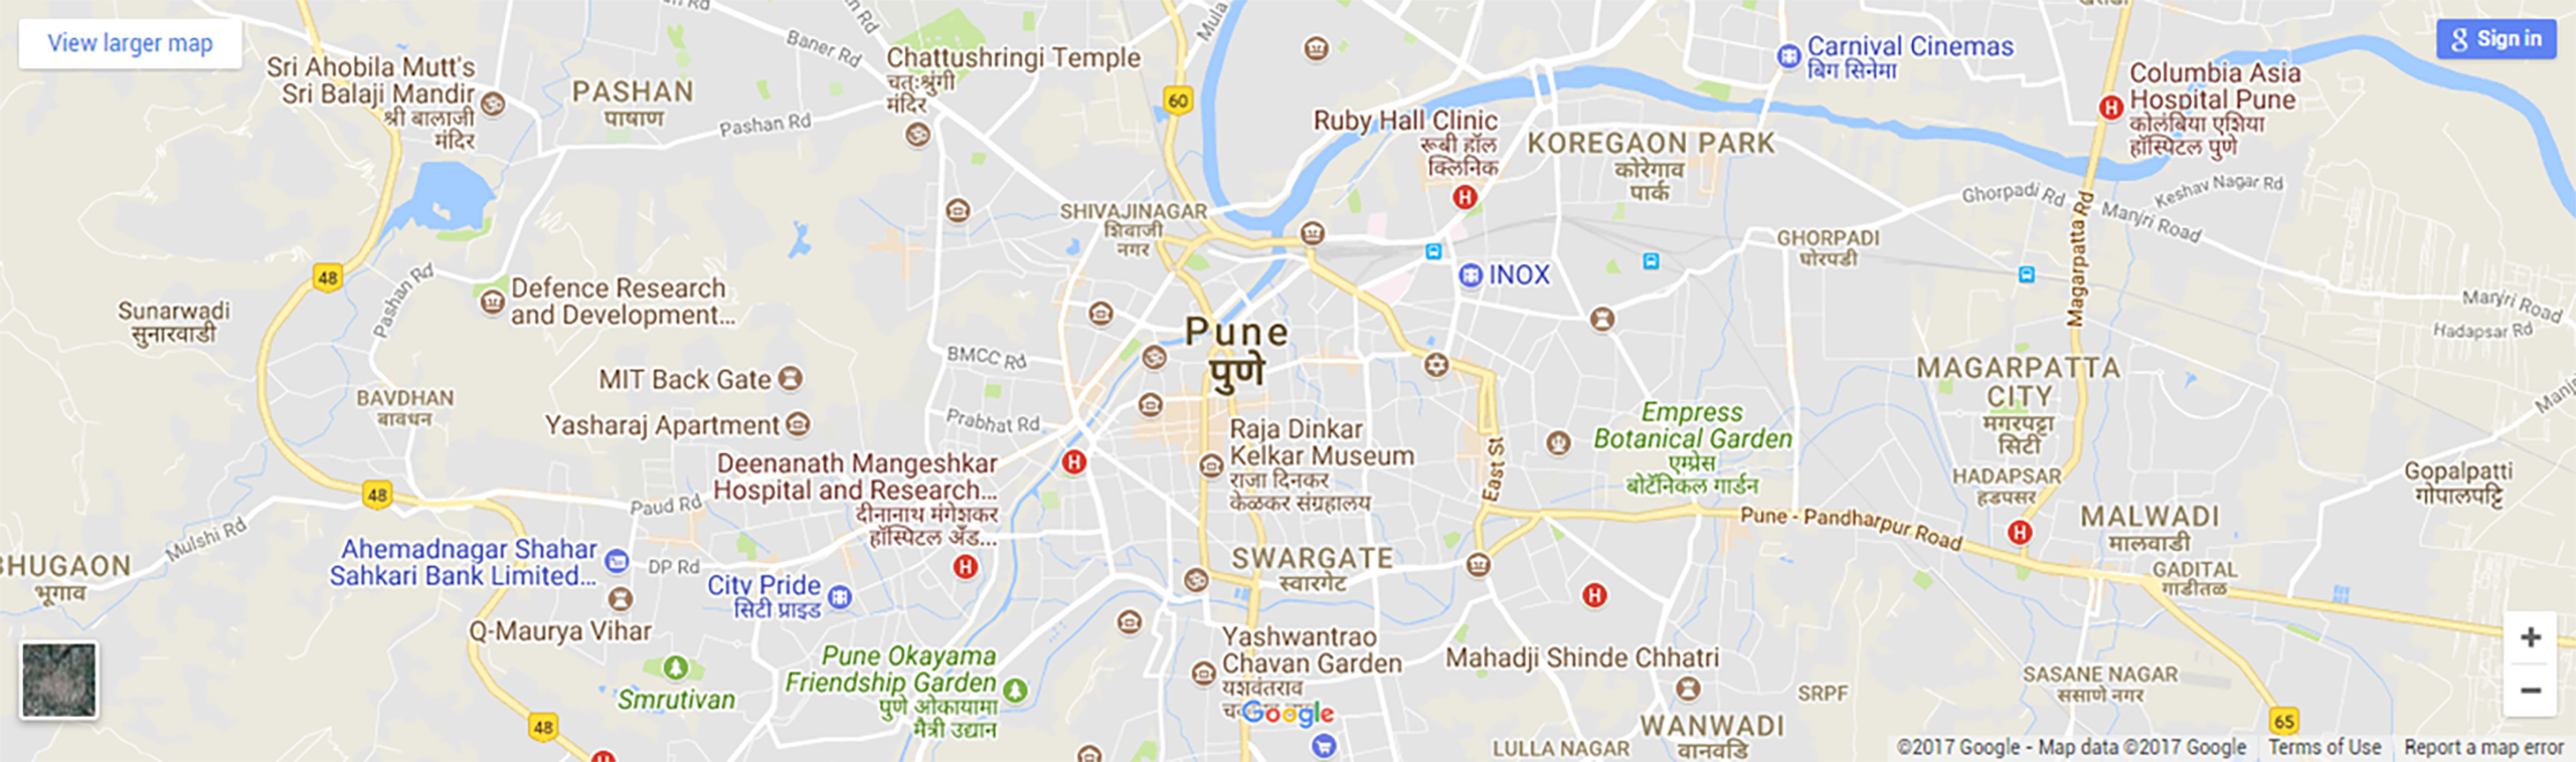 View larger map
Sign in
Sri Ahobila Mutt's
Sri Balaji Mandir
श्री बालाजी
मंदिर
PASHAN
पाषाण
Baner Rd
Pashan Rd
Chattushringi Temple
चतुःश्रुंगी
मंदिर
60
Mula
Carnival Cinemas
बिग सिनेमा
Columbia Asia
Hospital Pune
कोलंबिया एशिया
हॉस्पिटल पुणे
Ruby Hall Clinic
रूबी हॉल
क्लिनिक
KOREGAON PARK
कोरेगाव
पार्क
Ghorpadi Rd
Keshav Nagar Rd
Manjri Road
Magarpatta Rd
SHIVAJINAGAR
शिवाजी
नगर
GHORPADI
घोरपडी
48
Pashan Rd
Defence Research
and Development...
INOX
Sunarwadi
सुनारवाडी
Manjri Road
Hadapsar Rd
Pune
पुणे
BMCC Rd
MIT Back Gate
MAGARPATTA
CITY
मगरपट्टा
सिटी
BAVDHAN
बावधन
Yasharaj Apartment
Prabhat Rd
Empress
Botanical Garden
एम्प्रेस
बोटॅनिकल गार्डन
Raja Dinkar
Kelkar Museum
राजा दिनकर
केळकर संग्रहालय
East St
Deenanath Mangeshkar
Hospital and Research...
दीनानाथ मंगेशकर
हॉस्पिटल अँड...
HADAPSAR
हडपसर
Gopalpatti
गोपालपट्टि
48
Paud Rd
Mulshi Rd
Pune - Pandharpur Road
MALWADI
मालवाडी
BHUGAON
भूगाव
Ahemadnagar Shahar
Sahkari Bank Limited...
DP Rd
City Pride
सिटी प्राइड
SWARGATE
स्वारगेट
GADITAL
गाडीतळ
Q-Maurya Vihar
Smrutivan
Pune Okayama
Friendship Garden
पुणे ओकायामा
मैत्री उद्यान
Yashwantrao
Chavan Garden
यशवंतराव
Google
Mahadji Shinde Chhatri
SASANE NAGAR
ससाणे नगर
SRPF
WANWADI
वानवडि
LULLA NAGAR
48
65
©2017 Google - Map data ©2017 Google
Terms of Use
Report a map error